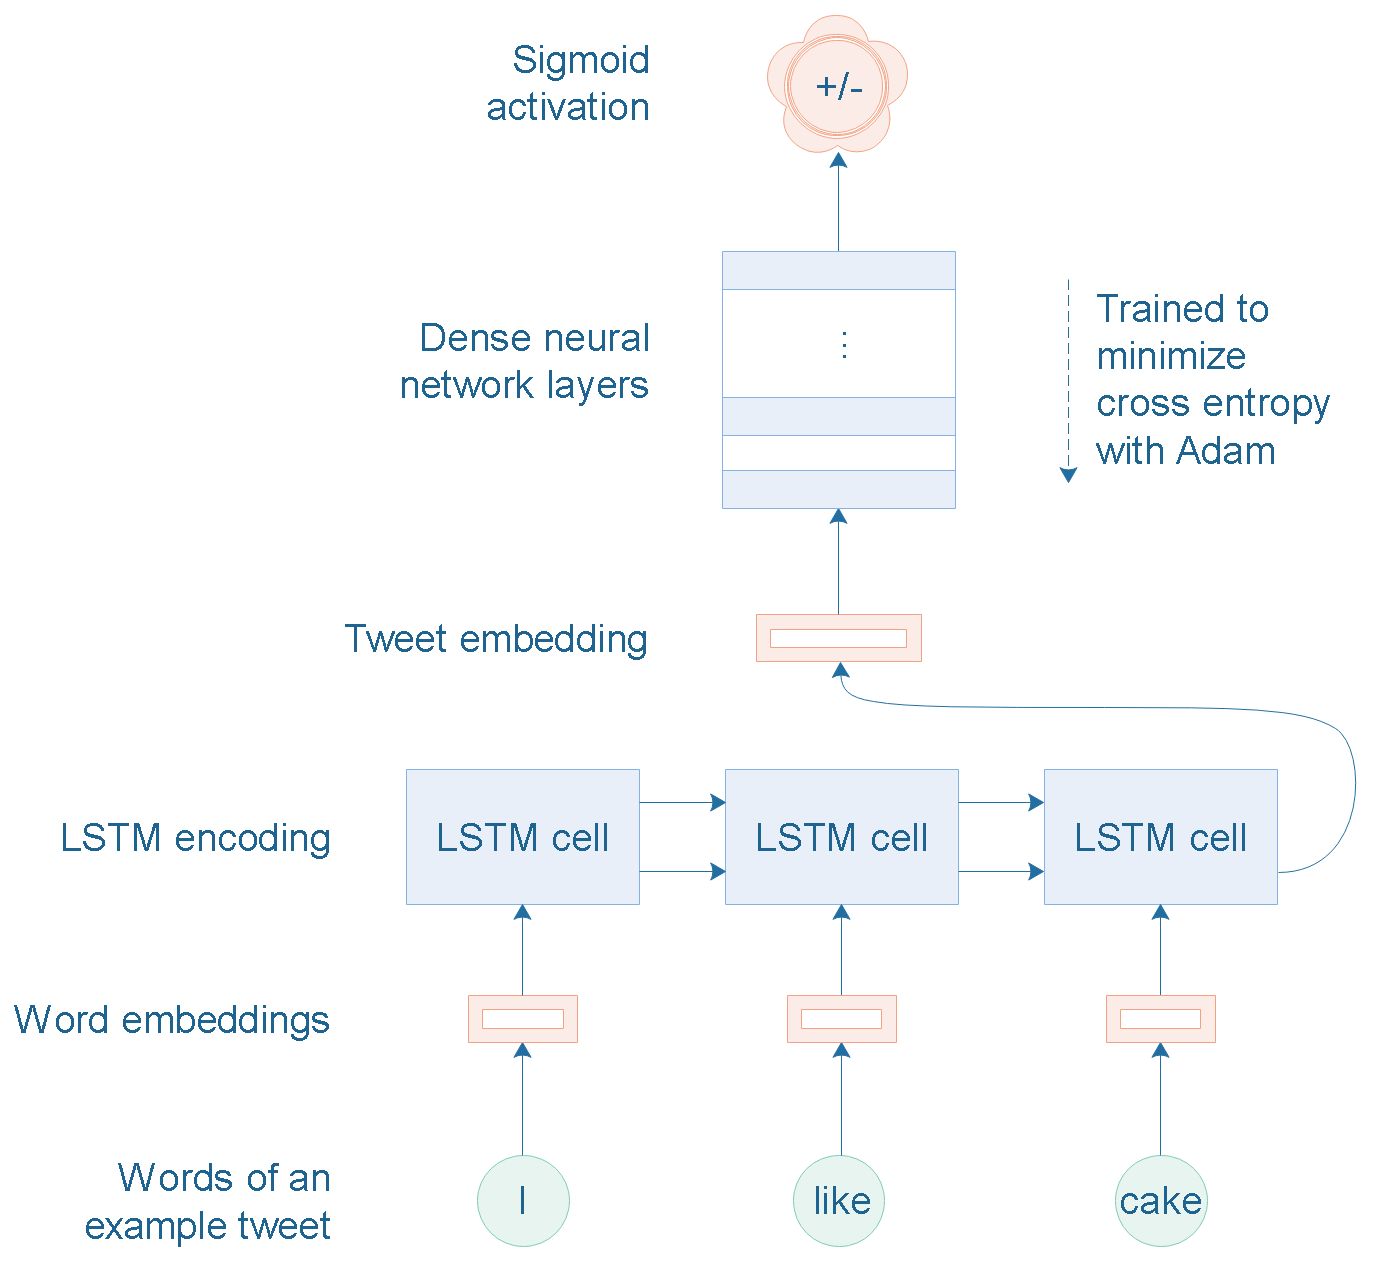 Sigmoid
activation
+/-
Dense neural
network layers
⋮
Trained to
minimize
cross entropy
with Adam
Tweet embedding
LSTM encoding
LSTM cell
LSTM cell
LSTM cell
Word embeddings
Words of an
example tweet
I
like
cake